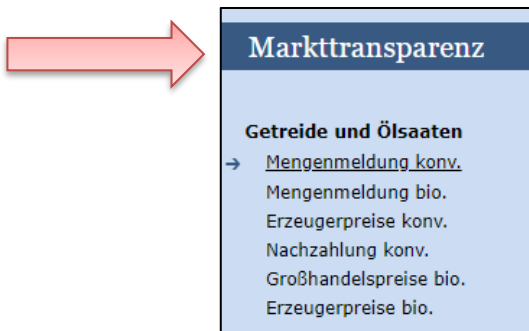 Markttransparenz
Getreide und Ölsaaten
Mengenmeldung konv.
Mengenmeldung bio.
Erzeugerpreise konv.
Nachzahlung konv.
Großhandelspreise bio.
Erzeugerpreise bio.